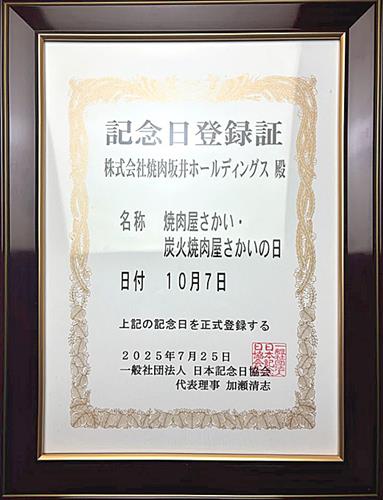 記念日登録証
株式会社焼肉坂井ホールディングス 殿
名称 焼肉屋さかい・
炭火焼肉屋さかいの日
日付 10月7日
上記の記念日を正式登録する
2025年7月25日
一般社団法人 日本記念日協会
代表理事 加瀬清志